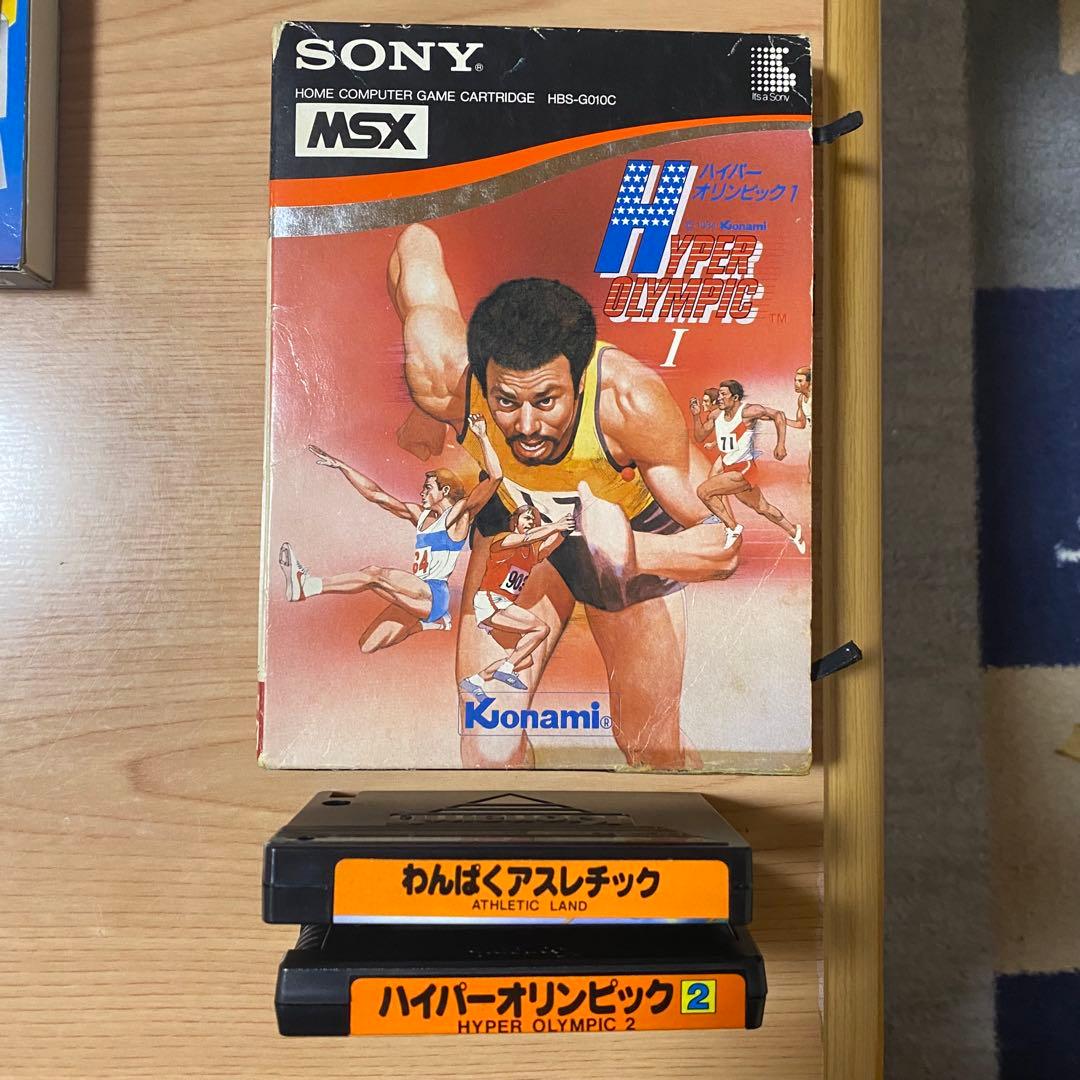 SONY®
HOME COMPUTER GAME CARTRIDGE HBS-G010C
It's a Sony
MSX
ハイパー
オリンピック1
© 1984 Konami
HYPER
OLYMPIC TM
I
71
64
Konami®
わんぱくアスレチック
ATHLETIC LAND
ハイパーオリンピック 2
HYPER OLYMPIC 2